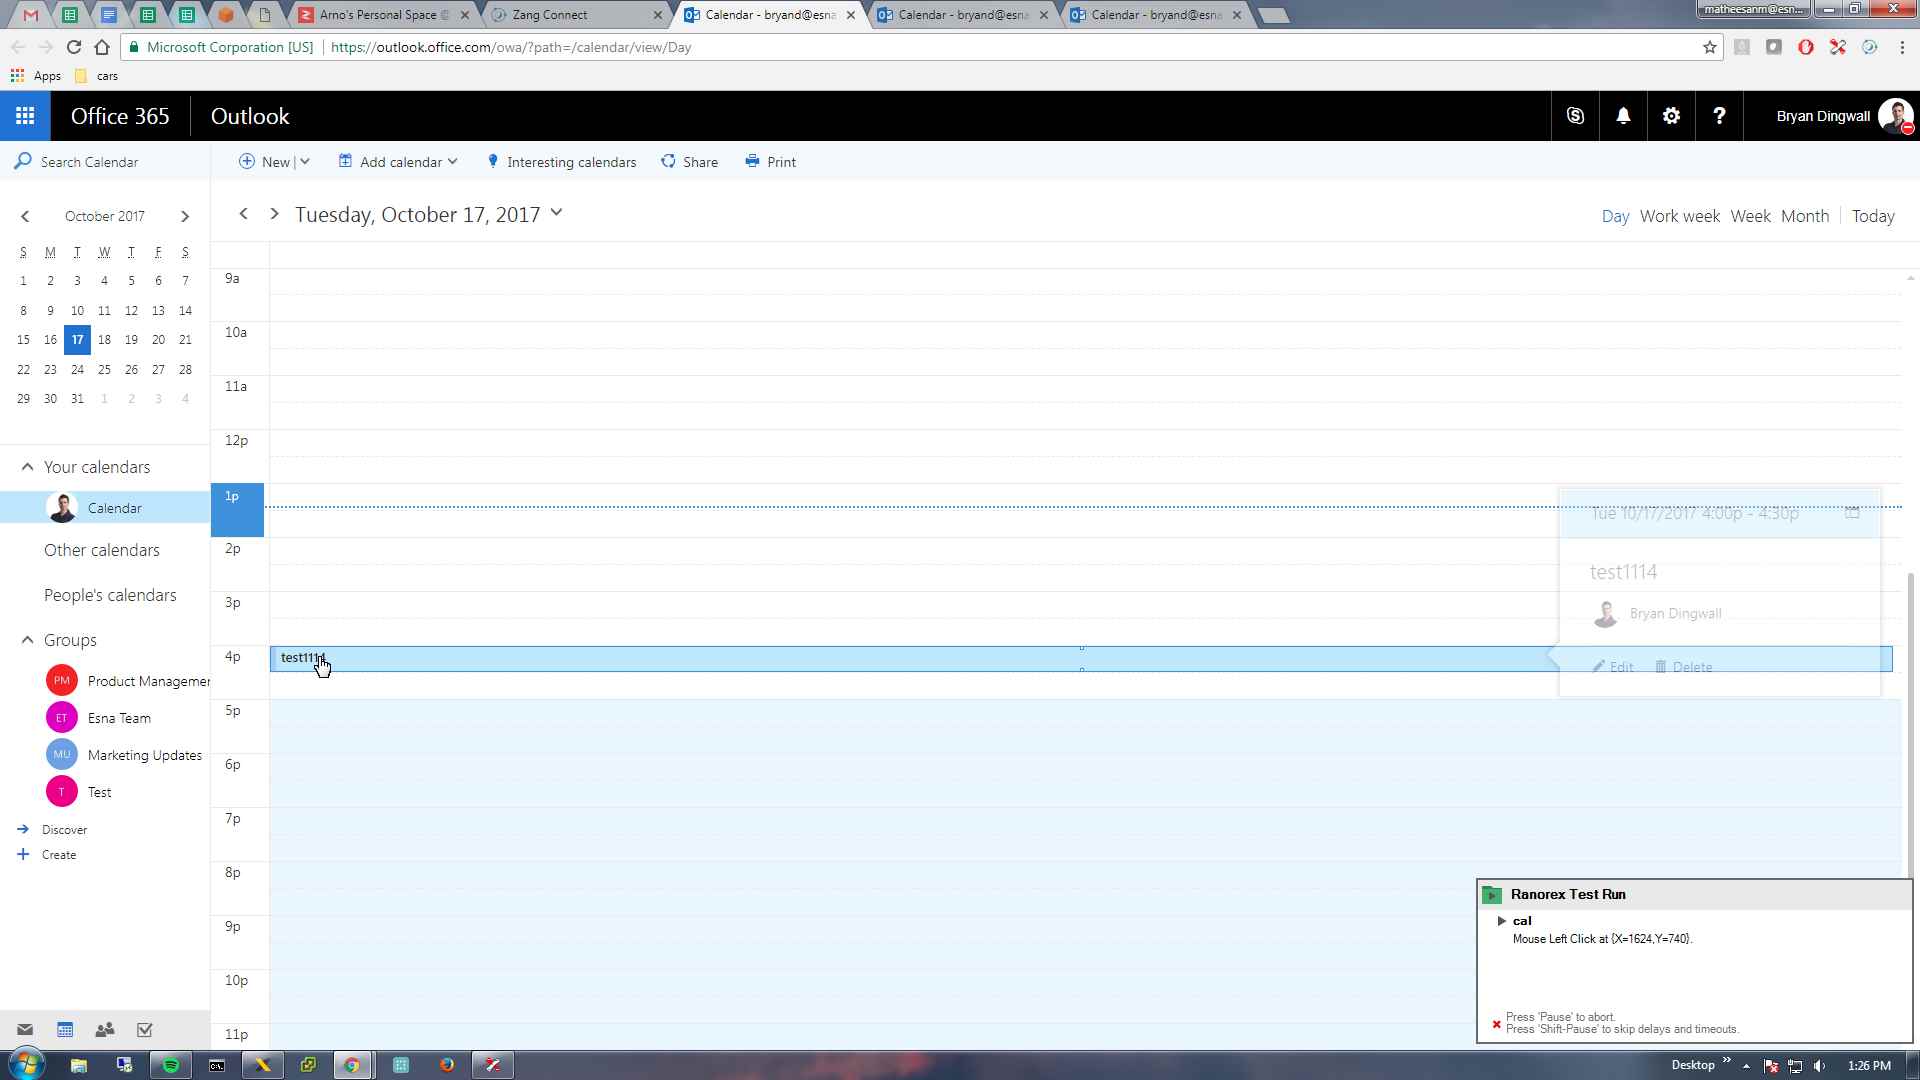 Arno's Personal Space @
Zang Connect
Calendar - bryand@esna
Calendar - bryand@esna
Calendar - bryand@esna
matheesanm@esn...
Microsoft Corporation [US]
https://outlook.office.com/owa/?path=/calendar/view/Day
Apps
cars
Office 365
Outlook
Bryan Dingwall
Search Calendar
New
Add calendar
Interesting calendars
Share
Print
October 2017
Tuesday, October 17, 2017
Day Work week Week Month Today
S M T W T F S
1 2 3 4 5 6 7
8 9 10 11 12 13 14
15 16 17 18 19 20 21
22 23 24 25 26 27 28
29 30 31 1 2 3 4
Your calendars
Calendar
Other calendars
People's calendars
Groups
PM Product Managemen
ET Esna Team
MU Marketing Updates
T Test
Discover
Create
9a
10a
11a
12p
1p
2p
3p
4p
test1114
5p
6p
7p
8p
9p
10p
11p
Tue 10/17/2017 4:00p - 4:30p
test1114
Bryan Dingwall
Edit
Delete
Ranorex Test Run
cal
Mouse Left Click at {X=1624,Y=740}.
Press 'Pause' to abort.
Press 'Shift-Pause' to skip delays and timeouts.
Desktop
1:26 PM